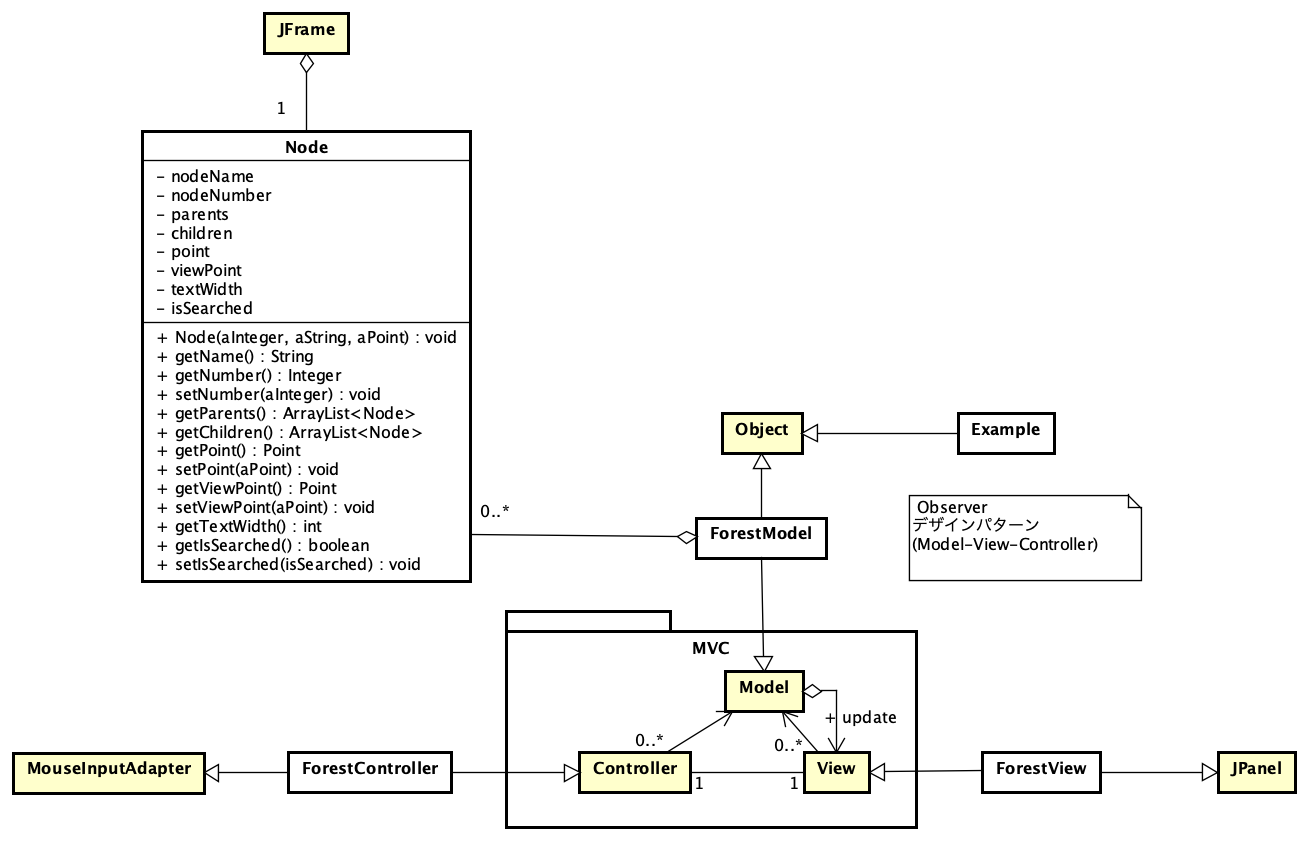 JFrame
1
Node
- nodeName
- nodeNumber
- parents
- children
- point
- viewPoint
- textWidth
- isSearched
+ Node(aInteger, aString, aPoint) : void
+ getName() : String
+ getNumber() : Integer
+ setNumber(aInteger) : void
+ getParents() : ArrayList<Node>
+ getChildren() : ArrayList<Node>
+ getPoint() : Point
+ setPoint(aPoint) : void
+ getViewPoint() : Point
+ setViewPoint(aPoint) : void
+ getTextWidth() : int
+ getIsSearched() : boolean
+ setIsSearched(isSearched) : void
Object
Example
0..*
ForestModel
Observer
デザインパターン
(Model-View-Controller)
MVC
Model
+ update
0..*
0..*
MouseInputAdapter
ForestController
Controller
1
1
View
ForestView
JPanel